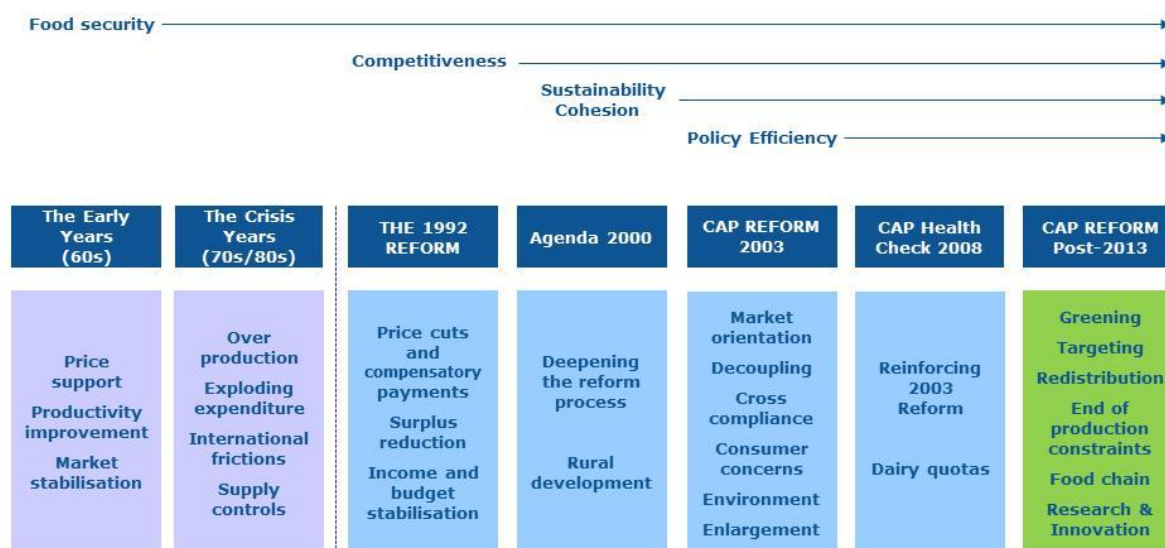 Food security
Competitiveness
Sustainability
Cohesion
Policy Efficiency
The Early
Years
(60s)
The Crisis
Years
(70s/80s)
THE 1992
REFORM
Agenda 2000
CAP REFORM
2003
CAP Health
Check 2008
CAP REFORM
Post-2013
Price
support
Productivity
improvement
Market
stabilisation
Over
production
Exploding
expenditure
International
frictions
Supply
controls
Price cuts
and
compensatory
payments
Surplus
reduction
Income and
budget
stabilisation
Deepening
the reform
process
Rural
development
Market
orientation
Decoupling
Cross
compliance
Consumer
concerns
Environment
Enlargement
Reinforcing
2003
Reform
Dairy quotas
Greening
Targeting
Redistribution
End of
production
constraints
Food chain
Research &
Innovation